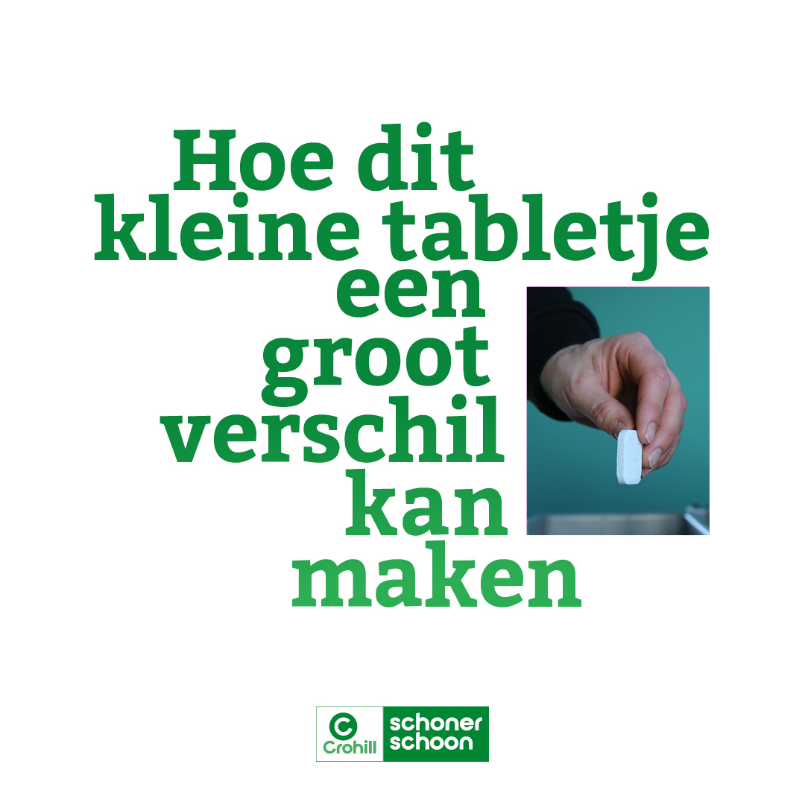 Hoe dit
kleine tabletje
een
groot
verschil
kan
maken
C
Crohill
schoner
schoon